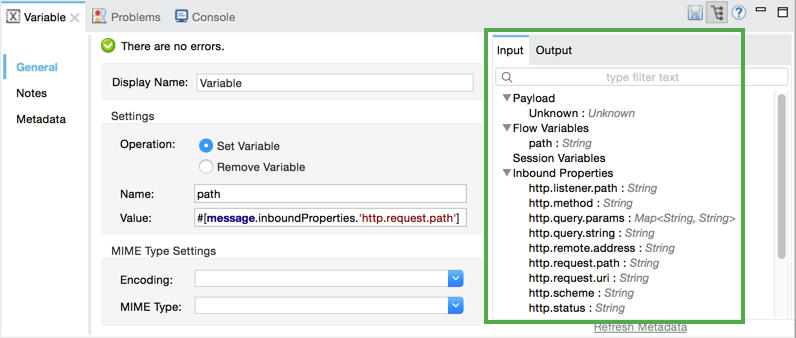 Variable
Problems
Console
General
Notes
Metadata
There are no errors.
Display Name: Variable
Settings
Operation: Set Variable
Remove Variable
Name: path
Value: #[message.inboundProperties.'http.request.path']
MIME Type Settings
Encoding:
MIME Type:
Input Output
type filter text
Payload
Unknown : Unknown
Flow Variables
path : String
Session Variables
Inbound Properties
http.listener.path : String
http.method : String
http.query.params : Map<String, String>
http.query.string : String
http.remote.address : String
http.request.path : String
http.request.uri : String
http.scheme : String
http.status : String
Refresh Metadata